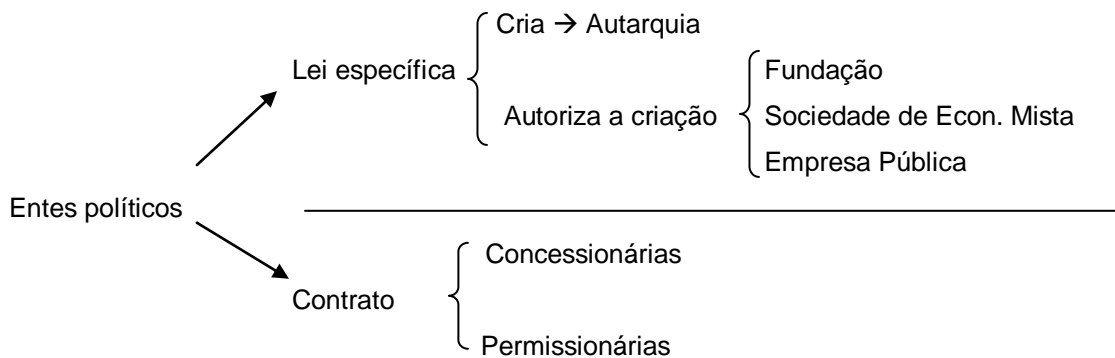 Cria → Autarquia
Lei específica
Fundação
Autoriza a criação
Sociedade de Econ. Mista
Empresa Pública
Entes políticos
Concessionárias
Contrato
Permissionárias